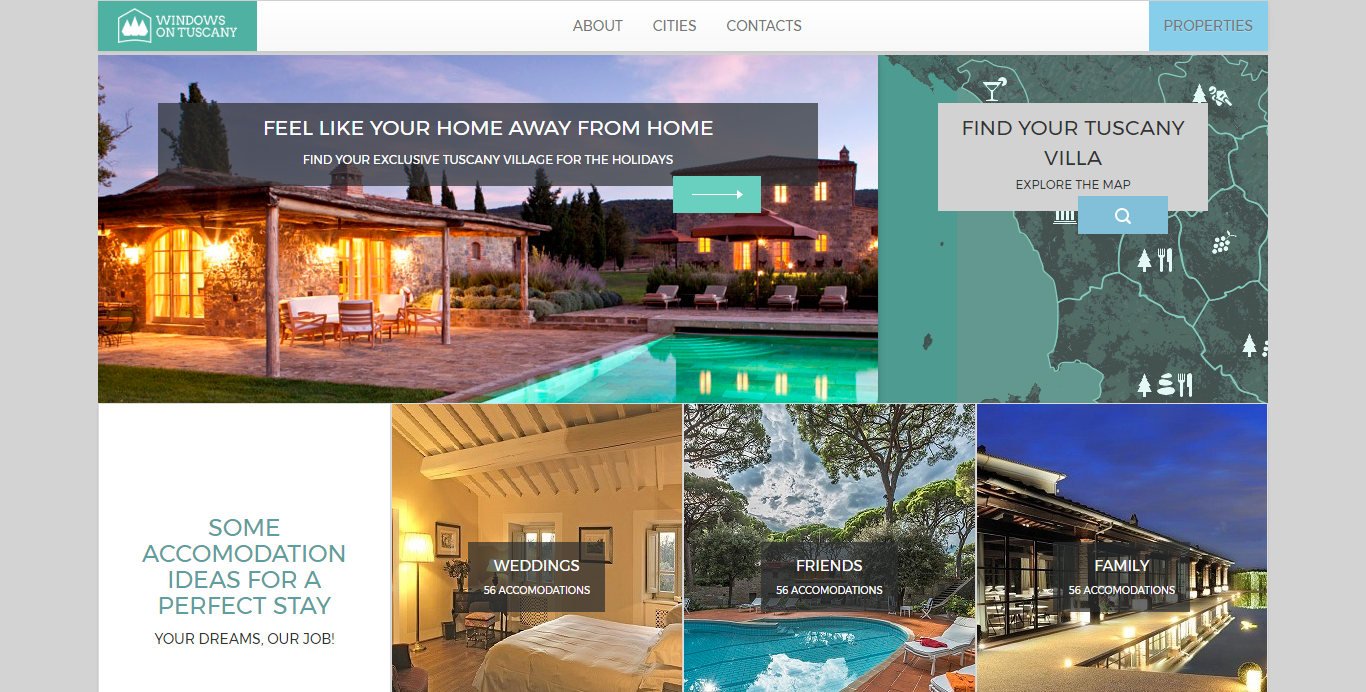 WINDOWS
ON TUSCANY
ABOUT
CITIES
CONTACTS
PROPERTIES
FEEL LIKE YOUR HOME AWAY FROM HOME
FIND YOUR EXCLUSIVE TUSCANY VILLAGE FOR THE HOLIDAYS
FIND YOUR TUSCANY
VILLA
EXPLORE THE MAP
SOME
ACCOMODATION
IDEAS FOR A
PERFECT STAY
YOUR DREAMS, OUR JOB!
WEDDINGS
56 ACCOMODATIONS
FRIENDS
56 ACCOMODATIONS
FAMILY
56 ACCOMODATIONS